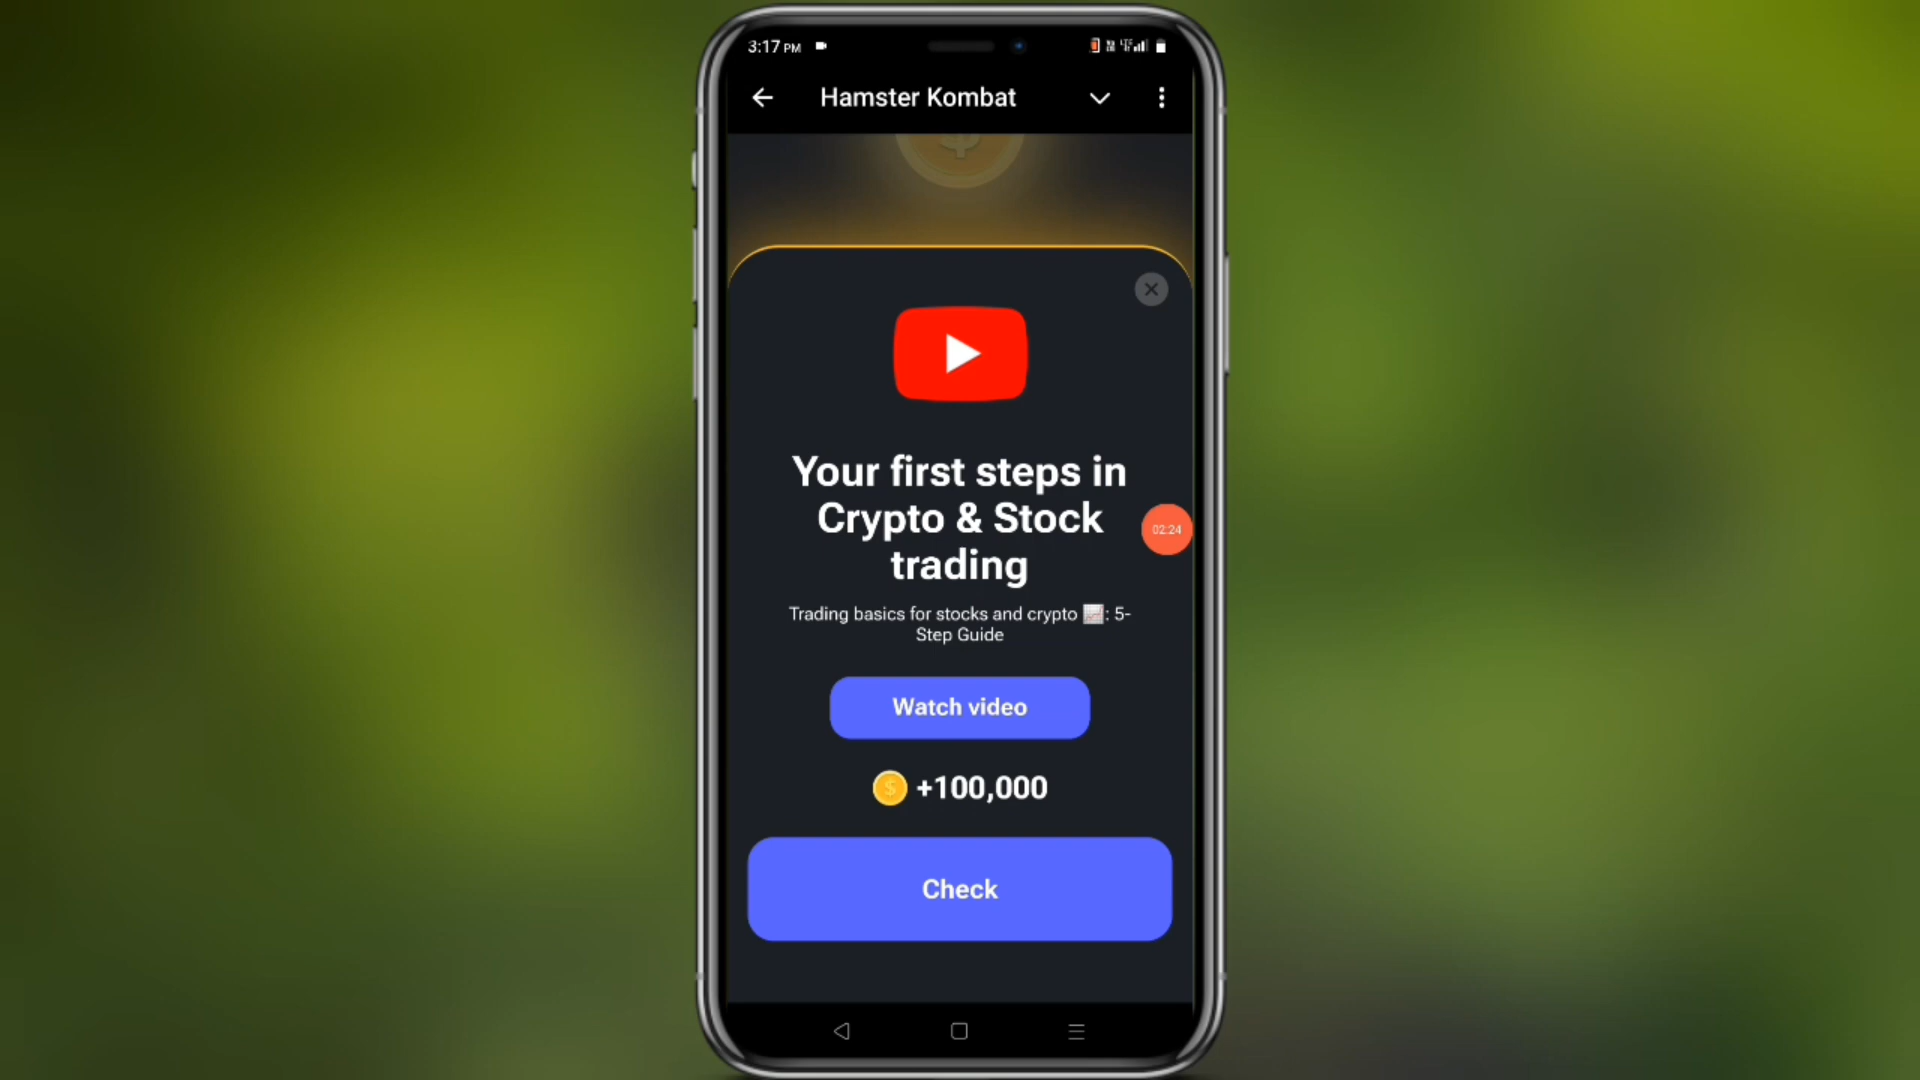 3:17 PM
Hamster Kombat
Your first steps in
Crypto & Stock
trading
02:24
Trading basics for stocks and crypto 📈: 5-
Step Guide
Watch video
+100,000
Check